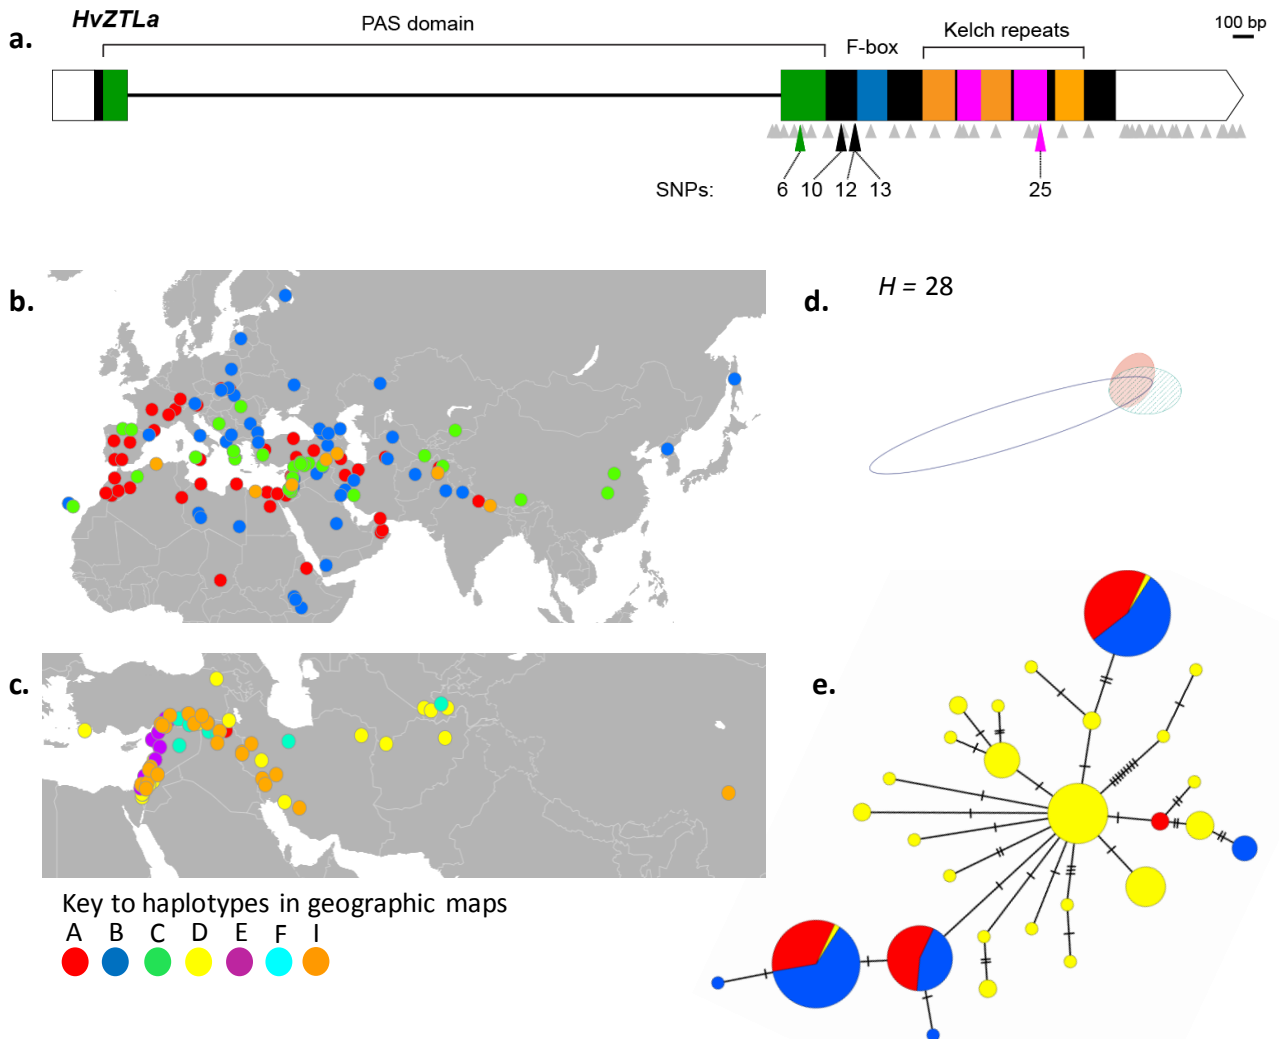 a.
HvZTLa
PAS domain
F-box
Kelch repeats
100 bp
SNPs:
6
10
12
13
25
b.
c.
Key to haplotypes in geographic maps
A B C D E F I
d.
H = 28
e.